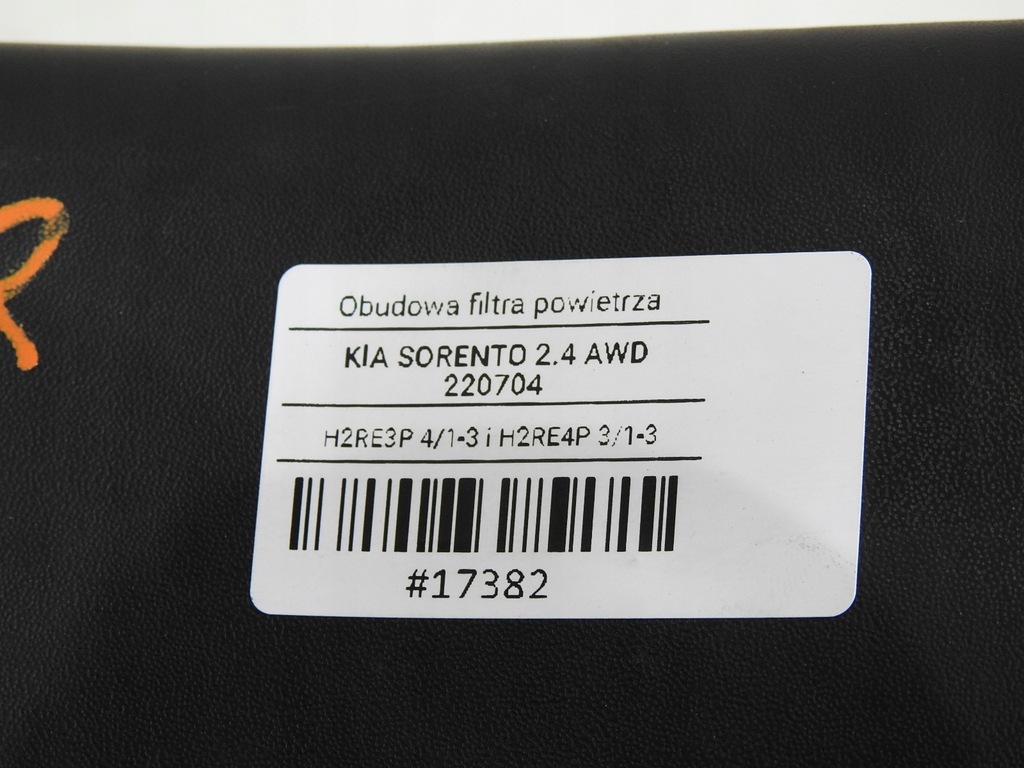 R
Obudowa filtra powietrza
KIA SORENTO 2.4 AWD
220704
H2RE3P 4/1-3 i H2RE4P 3/1-3
#17382